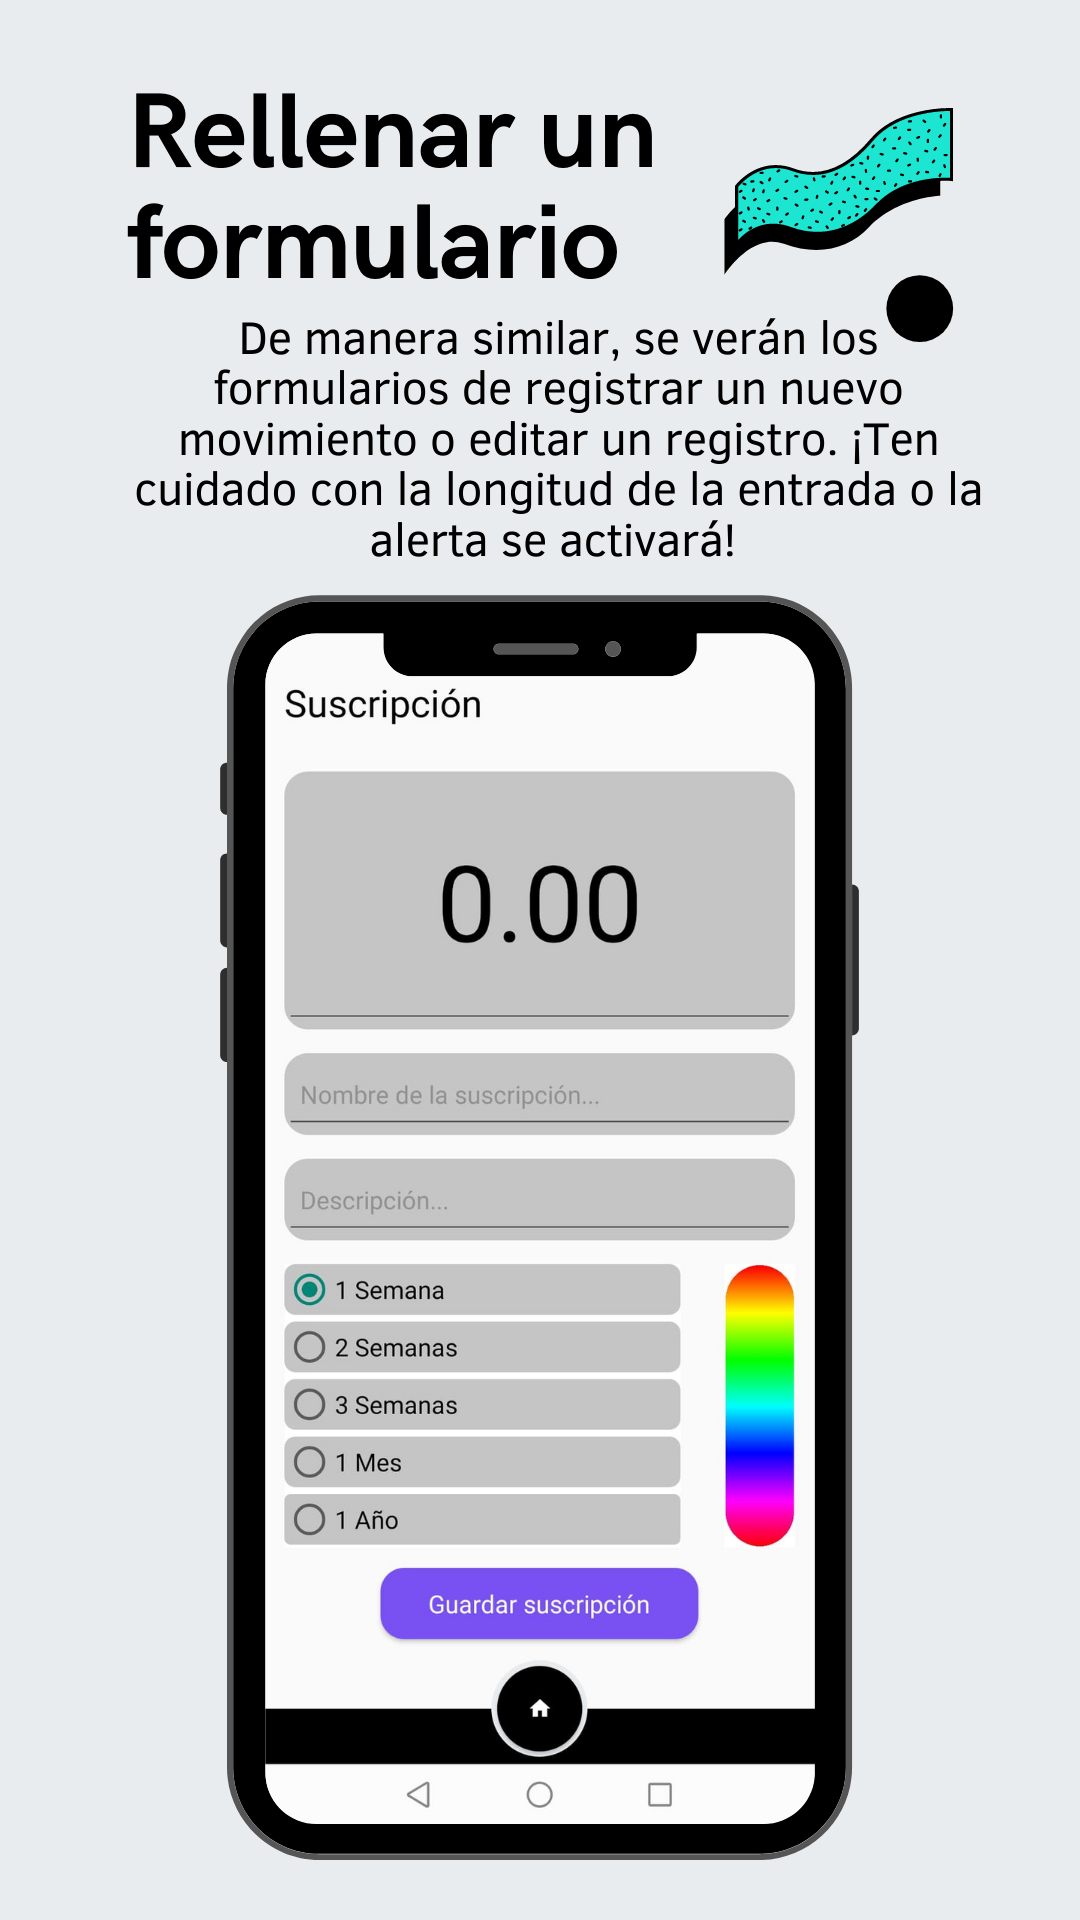 Rellenar un
formulario
De manera similar, se verán los
formularios de registrar un nuevo
movimiento o editar un registro. ¡Ten
cuidado con la longitud de la entrada o la
alerta se activará!
Suscripción
0.00
Nombre de la suscripción...
Descripción...
1 Semana
2 Semanas
3 Semanas
1 Mes
1 Año
Guardar suscripción